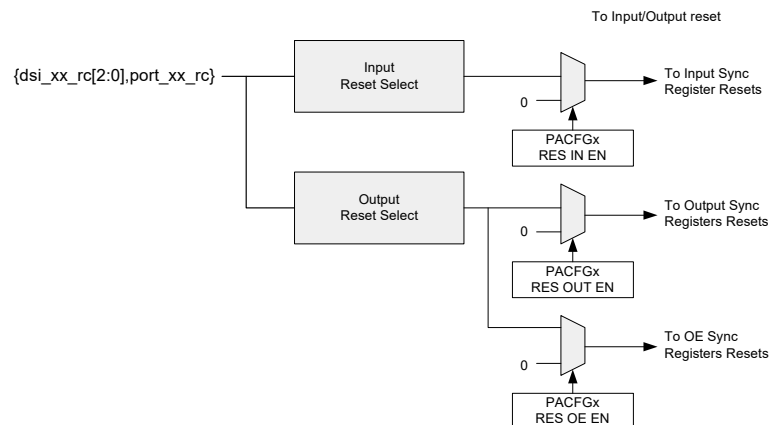 To Input/Output reset
{dsi_xx_rc[2:0],port_xx_rc}
Input
Reset Select
0
To Input Sync
Register Resets
PACFGx
RES IN EN
Output
Reset Select
0
To Output Sync
Registers Resets
PACFGx
RES OUT EN
0
To OE Sync
Registers Resets
PACFGx
RES OE EN